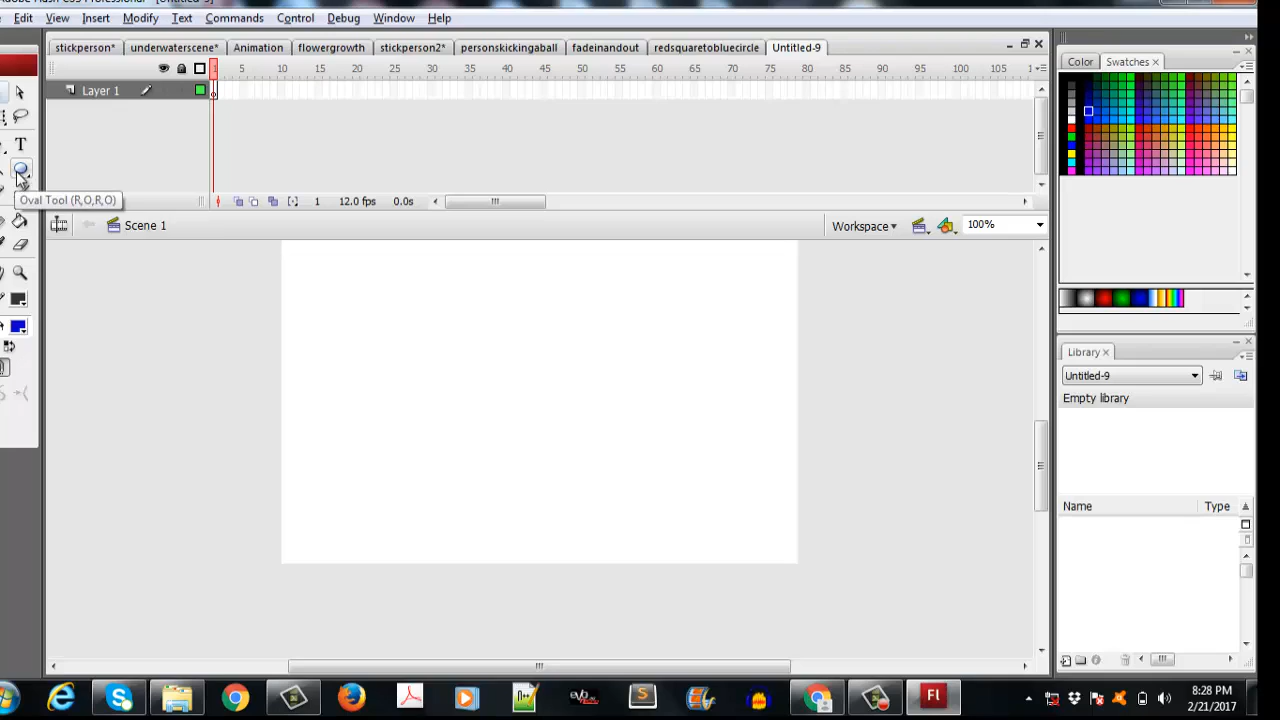 Edit View Insert Modify Text Commands Control Debug Window Help
stickperson* underwaterscene* Animation flowergrowth stickperson2* personskickingaball fadeinandout redsquaretobluecircle Untitled-9
1 5 10 15 20 25 30 35 40 45 50 55 60 65 70 75 80 85 90 95 100 105
Layer 1
Color Swatches
T
Oval Tool (R,O,R,O)
1 12.0 fps 0.0s
Scene 1 Workspace 100%
Library
Untitled-9
Empty library
Name Type
8:28 PM
2/21/2017
Fl
S